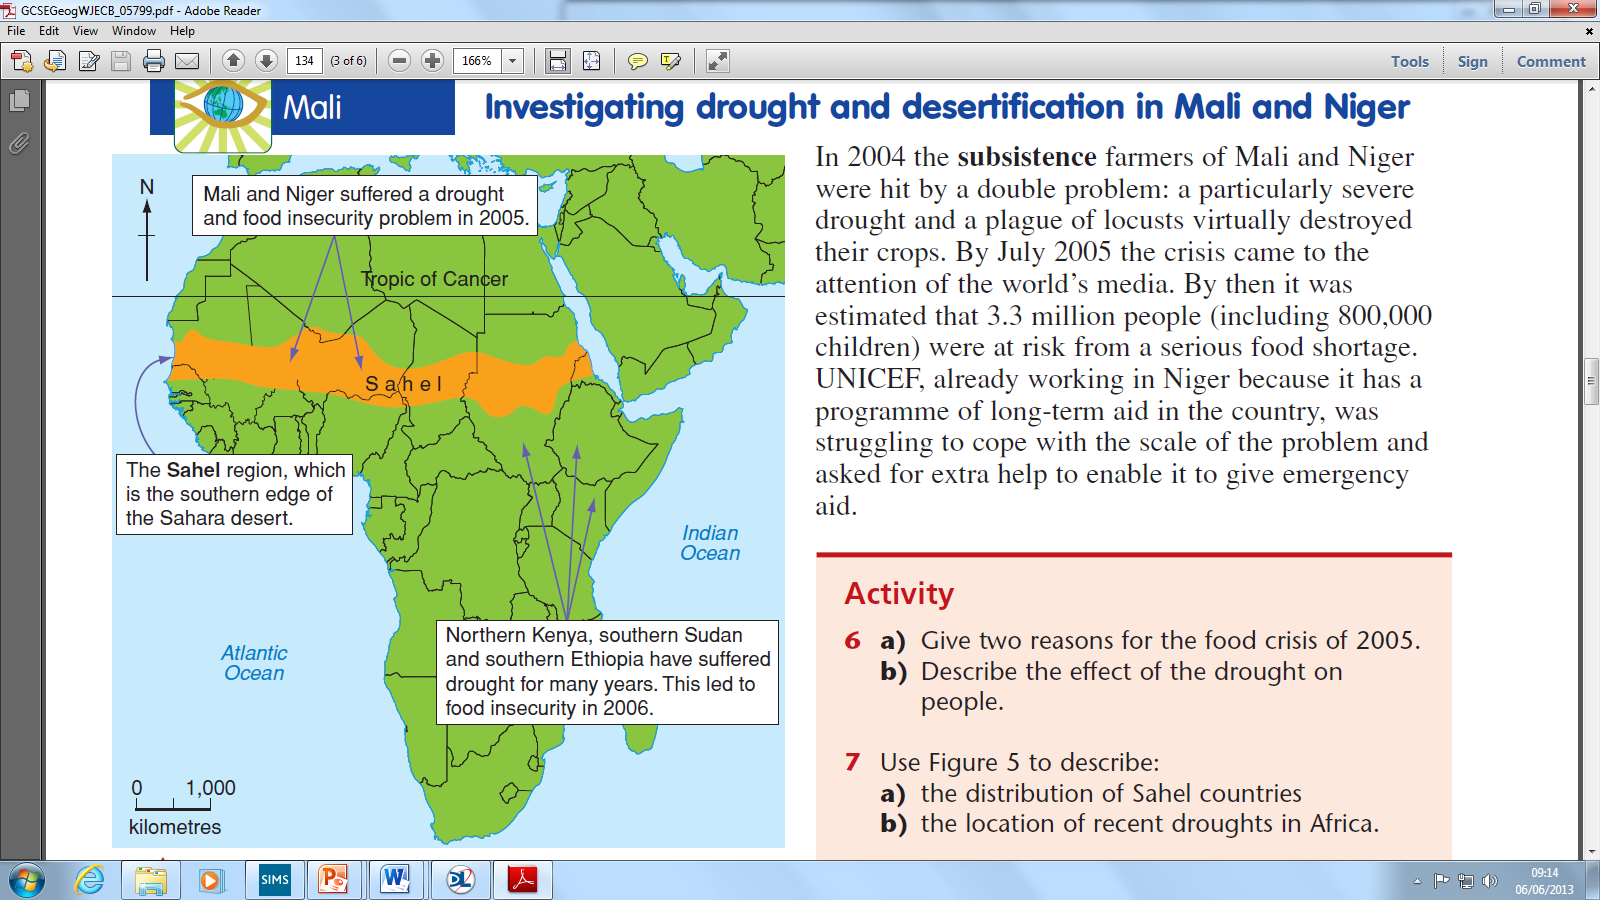 GCSEGeogWJECB_05799.pdf - Adobe Reader
File Edit View Window Help
134 (3 of 6) 166% Tools Sign Comment
Mali
Investigating drought and desertification in Mali and Niger
N
Mali and Niger suffered a drought
and food insecurity problem in 2005.
Tropic of Cancer
Sahel
The Sahel region, which
is the southern edge of
the Sahara desert.
Indian
Ocean
Atlantic
Ocean
Northern Kenya, southern Sudan
and southern Ethiopia have suffered
drought for many years. This led to
food insecurity in 2006.
0 1,000
kilometres
In 2004 the subsistence farmers of Mali and Niger
were hit by a double problem: a particularly severe
drought and a plague of locusts virtually destroyed
their crops. By July 2005 the crisis came to the
attention of the world's media. By then it was
estimated that 3.3 million people (including 800,000
children) were at risk from a serious food shortage.
UNICEF, already working in Niger because it has a
programme of long-term aid in the country, was
struggling to cope with the scale of the problem and
asked for extra help to enable it to give emergency
aid.
Activity
6 a) Give two reasons for the food crisis of 2005.
b) Describe the effect of the drought on
people.
7 Use Figure 5 to describe:
a) the distribution of Sahel countries
b) the location of recent droughts in Africa.
SIMS
09:14
06/06/2013